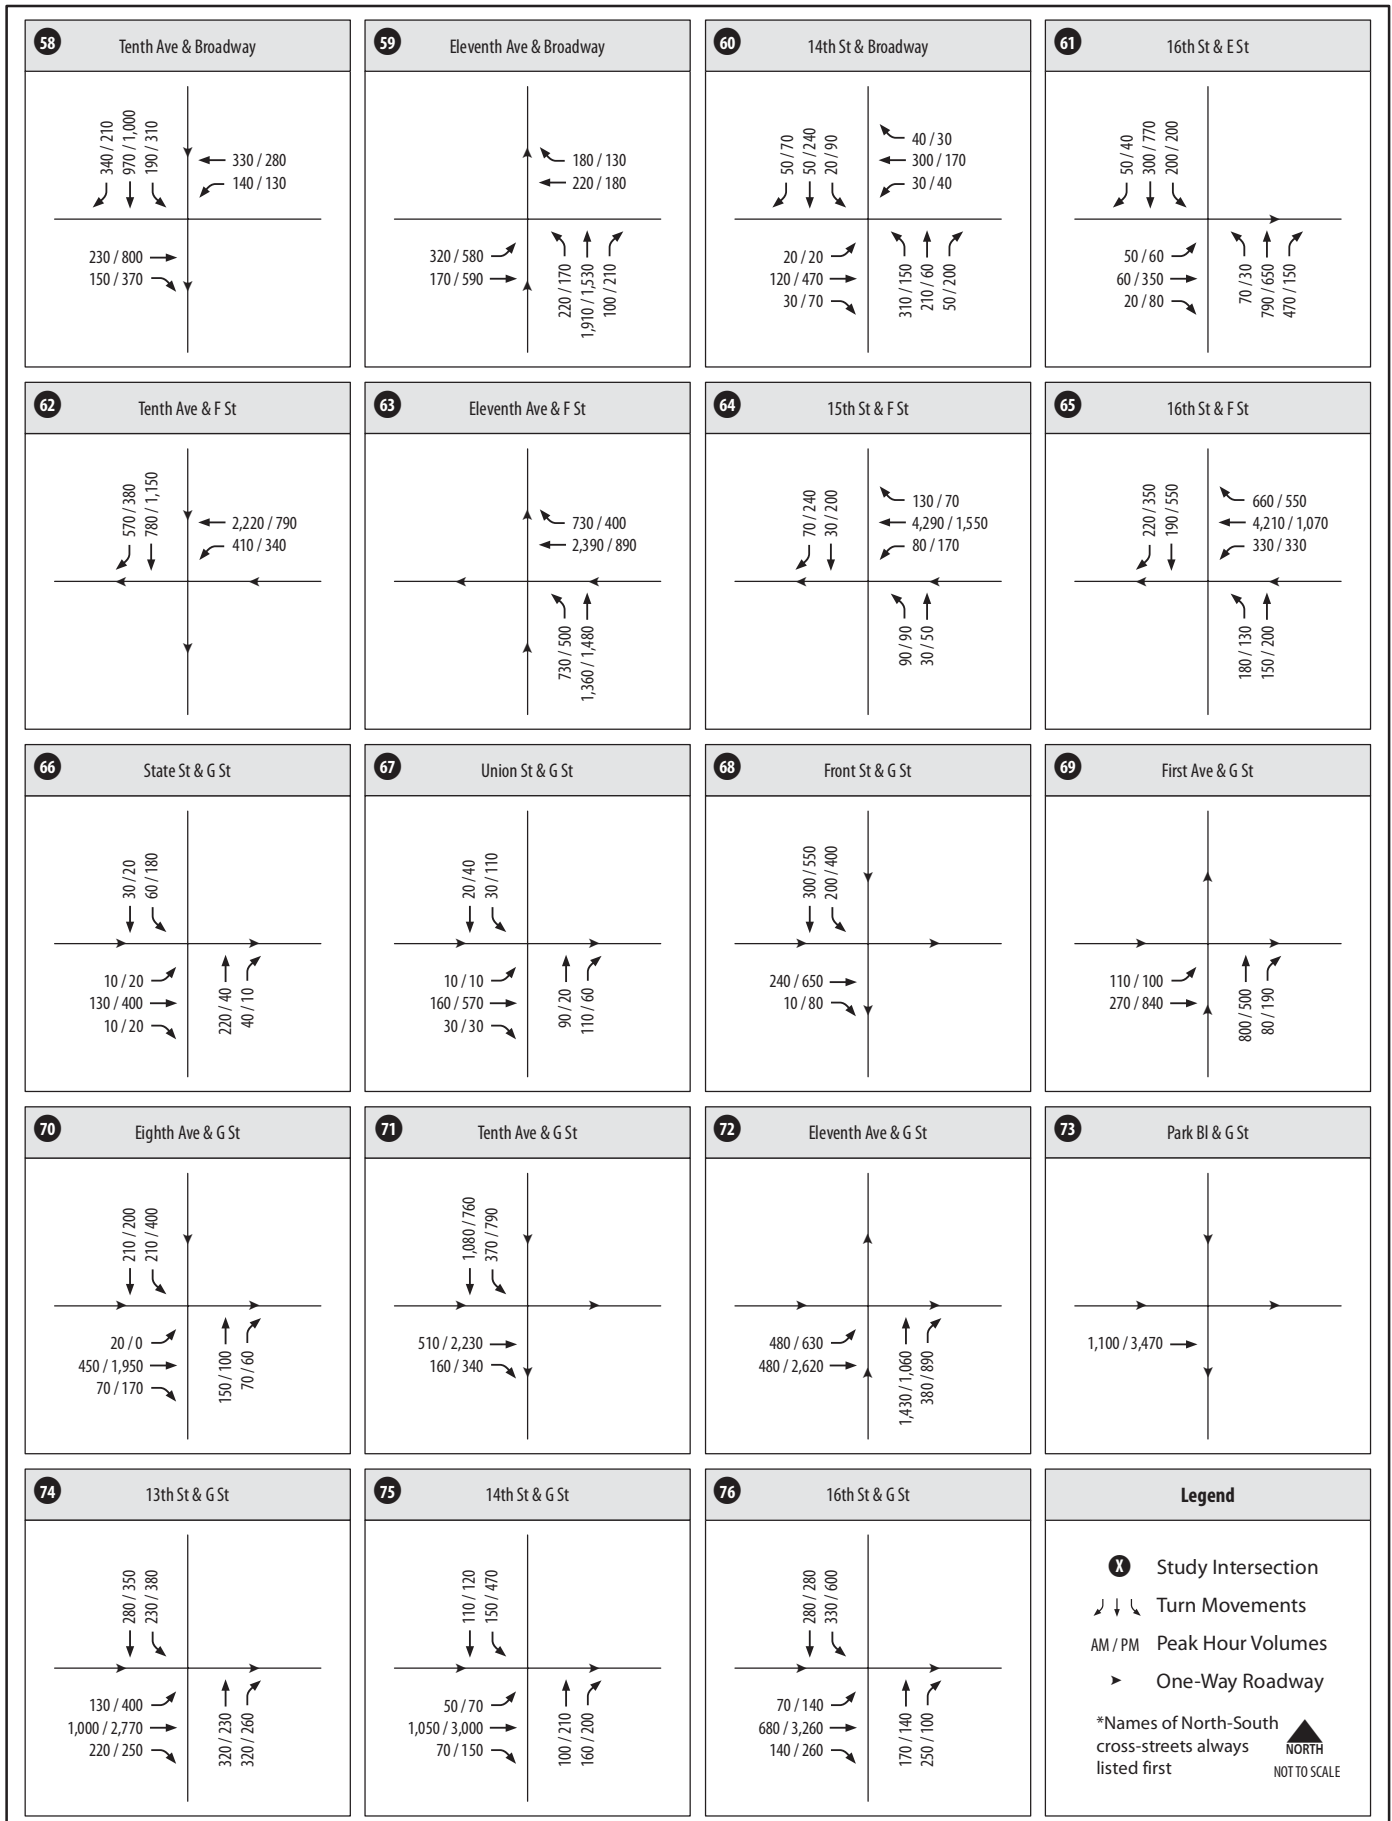 58
Tenth Ave & Broadway
340 / 210
970 / 1,000
190 / 310
330 / 280
140 / 130
230 / 800
150 / 370
59
Eleventh Ave & Broadway
180 / 130
220 / 180
320 / 580
170 / 590
220 / 170
1,910 / 1,530
100 / 210
60
14th St & Broadway
50 / 70
50 / 240
20 / 90
40 / 30
300 / 170
30 / 40
20 / 20
120 / 470
30 / 70
310 / 150
210 / 60
50 / 200
61
16th St & E St
50 / 40
300 / 770
200 / 200
50 / 60
60 / 350
20 / 80
70 / 30
790 / 650
470 / 150
62
Tenth Ave & F St
570 / 380
780 / 1,150
2,220 / 790
410 / 340
63
Eleventh Ave & F St
730 / 400
2,390 / 890
730 / 500
1,360 / 1,480
64
15th St & F St
70 / 240
30 / 200
130 / 70
4,290 / 1,550
80 / 170
90 / 90
30 / 50
65
16th St & F St
220 / 350
190 / 550
660 / 550
4,210 / 1,070
330 / 330
180 / 130
150 / 200
66
State St & G St
30 / 20
60 / 180
10 / 20
130 / 400
10 / 20
220 / 40
40 / 10
67
Union St & G St
20 / 40
30 / 110
10 / 10
160 / 570
30 / 30
90 / 20
110 / 60
68
Front St & G St
300 / 550
200 / 400
240 / 650
10 / 80
69
First Ave & G St
110 / 100
270 / 840
800 / 500
80 / 190
70
Eighth Ave & G St
210 / 200
210 / 400
20 / 0
450 / 1,950
70 / 170
150 / 100
70 / 60
71
Tenth Ave & G St
1,080 / 760
370 / 790
510 / 2,230
160 / 340
72
Eleventh Ave & G St
480 / 630
480 / 2,620
1,430 / 1,060
380 / 890
73
Park Bl & G St
1,100 / 3,470
74
13th St & G St
280 / 350
230 / 380
130 / 400
1,000 / 2,770
220 / 250
320 / 230
320 / 260
75
14th St & G St
110 / 120
150 / 470
50 / 70
1,050 / 3,000
70 / 150
100 / 210
160 / 200
76
16th St & G St
280 / 280
330 / 600
70 / 140
680 / 3,260
140 / 260
170 / 140
250 / 100
Legend
X Study Intersection
Turn Movements
AM / PM Peak Hour Volumes
One-Way Roadway
*Names of North-South
cross-streets always
listed first
NORTH
NOT TO SCALE